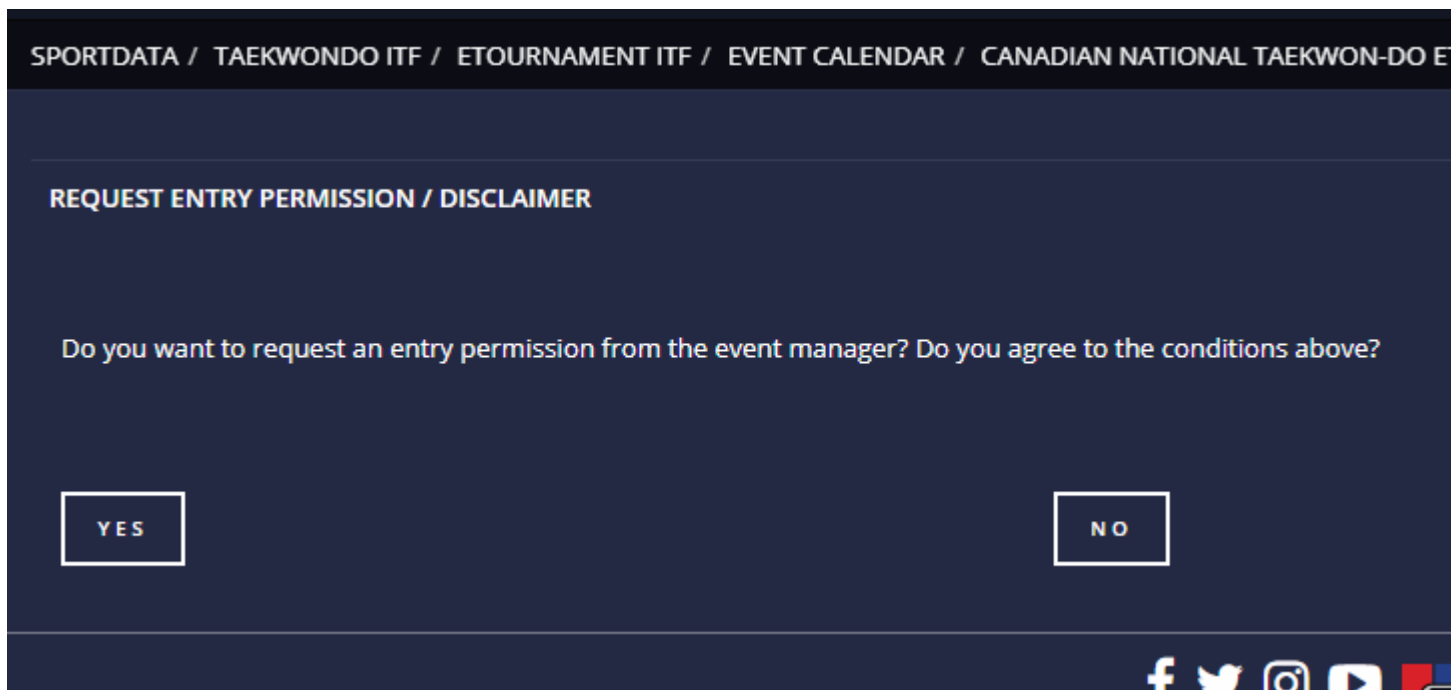 SPORTDATA / TAEKWONDO ITF / ETOURNAMENT ITF / EVENT CALENDAR / CANADIAN NATIONAL TAEKWON-DO
REQUEST ENTRY PERMISSION / DISCLAIMER
Do you want to request an entry permission from the event manager? Do you agree to the conditions above?
YES
NO